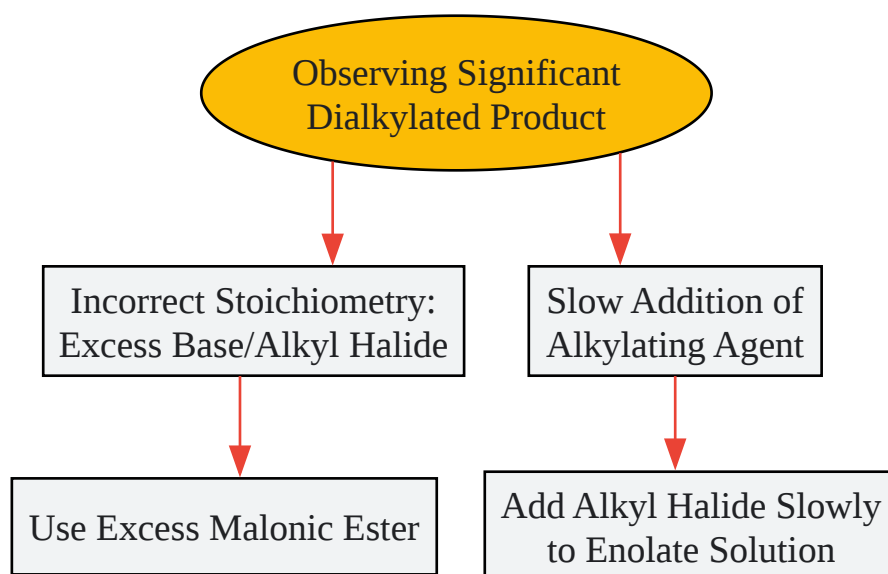 Observing Significant
Dialkylated Product
Incorrect Stoichiometry:
Excess Base/Alkyl Halide
Slow Addition of
Alkylating Agent
Use Excess Malonic Ester
Add Alkyl Halide Slowly
to Enolate Solution